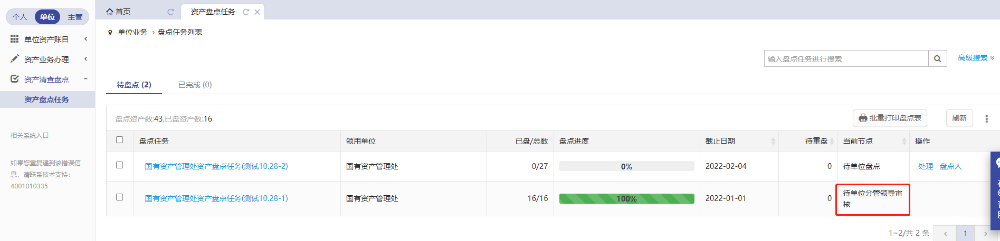 个人 单位 主管
单位资产账目
资产业务办理
资产清查盘点
资产盘点任务
相关系统入口
如果您重复遇到该错误信
息，请联系技术支持：
4001010335
首页 资产盘点任务
单位业务 > 盘点任务列表
输入盘点任务进行搜索 高级搜索
待盘点 (2) 已完成 (0)
盘点资产数:43,已盘资产数:16 批量打印盘点表 刷新
盘点任务 领用单位 已盘/总数 盘点进度 截止日期 待重盘 当前节点 操作
国有资产管理处资产盘点任务(测试10.28-2) 国有资产管理处 0/27 0% 2022-02-04 0 待单位盘点 处理 盘点人
国有资产管理处资产盘点任务(测试10.28-1) 国有资产管理处 16/16 100% 2022-01-01 0 待单位分管领导审
核
1~2/共 2 条 1